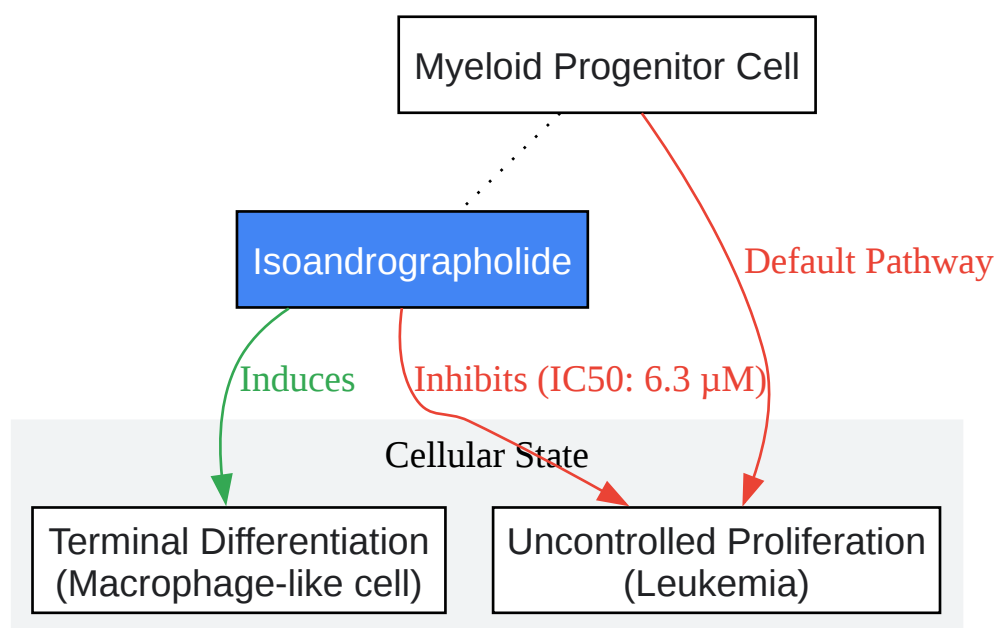 Myeloid Progenitor Cell
Isoandrographolide
Default Pathway
Induces
Inhibits (IC50: 6.3 µM)
Cellular State
Terminal Differentiation
(Macrophage-like cell)
Uncontrolled Proliferation
(Leukemia)